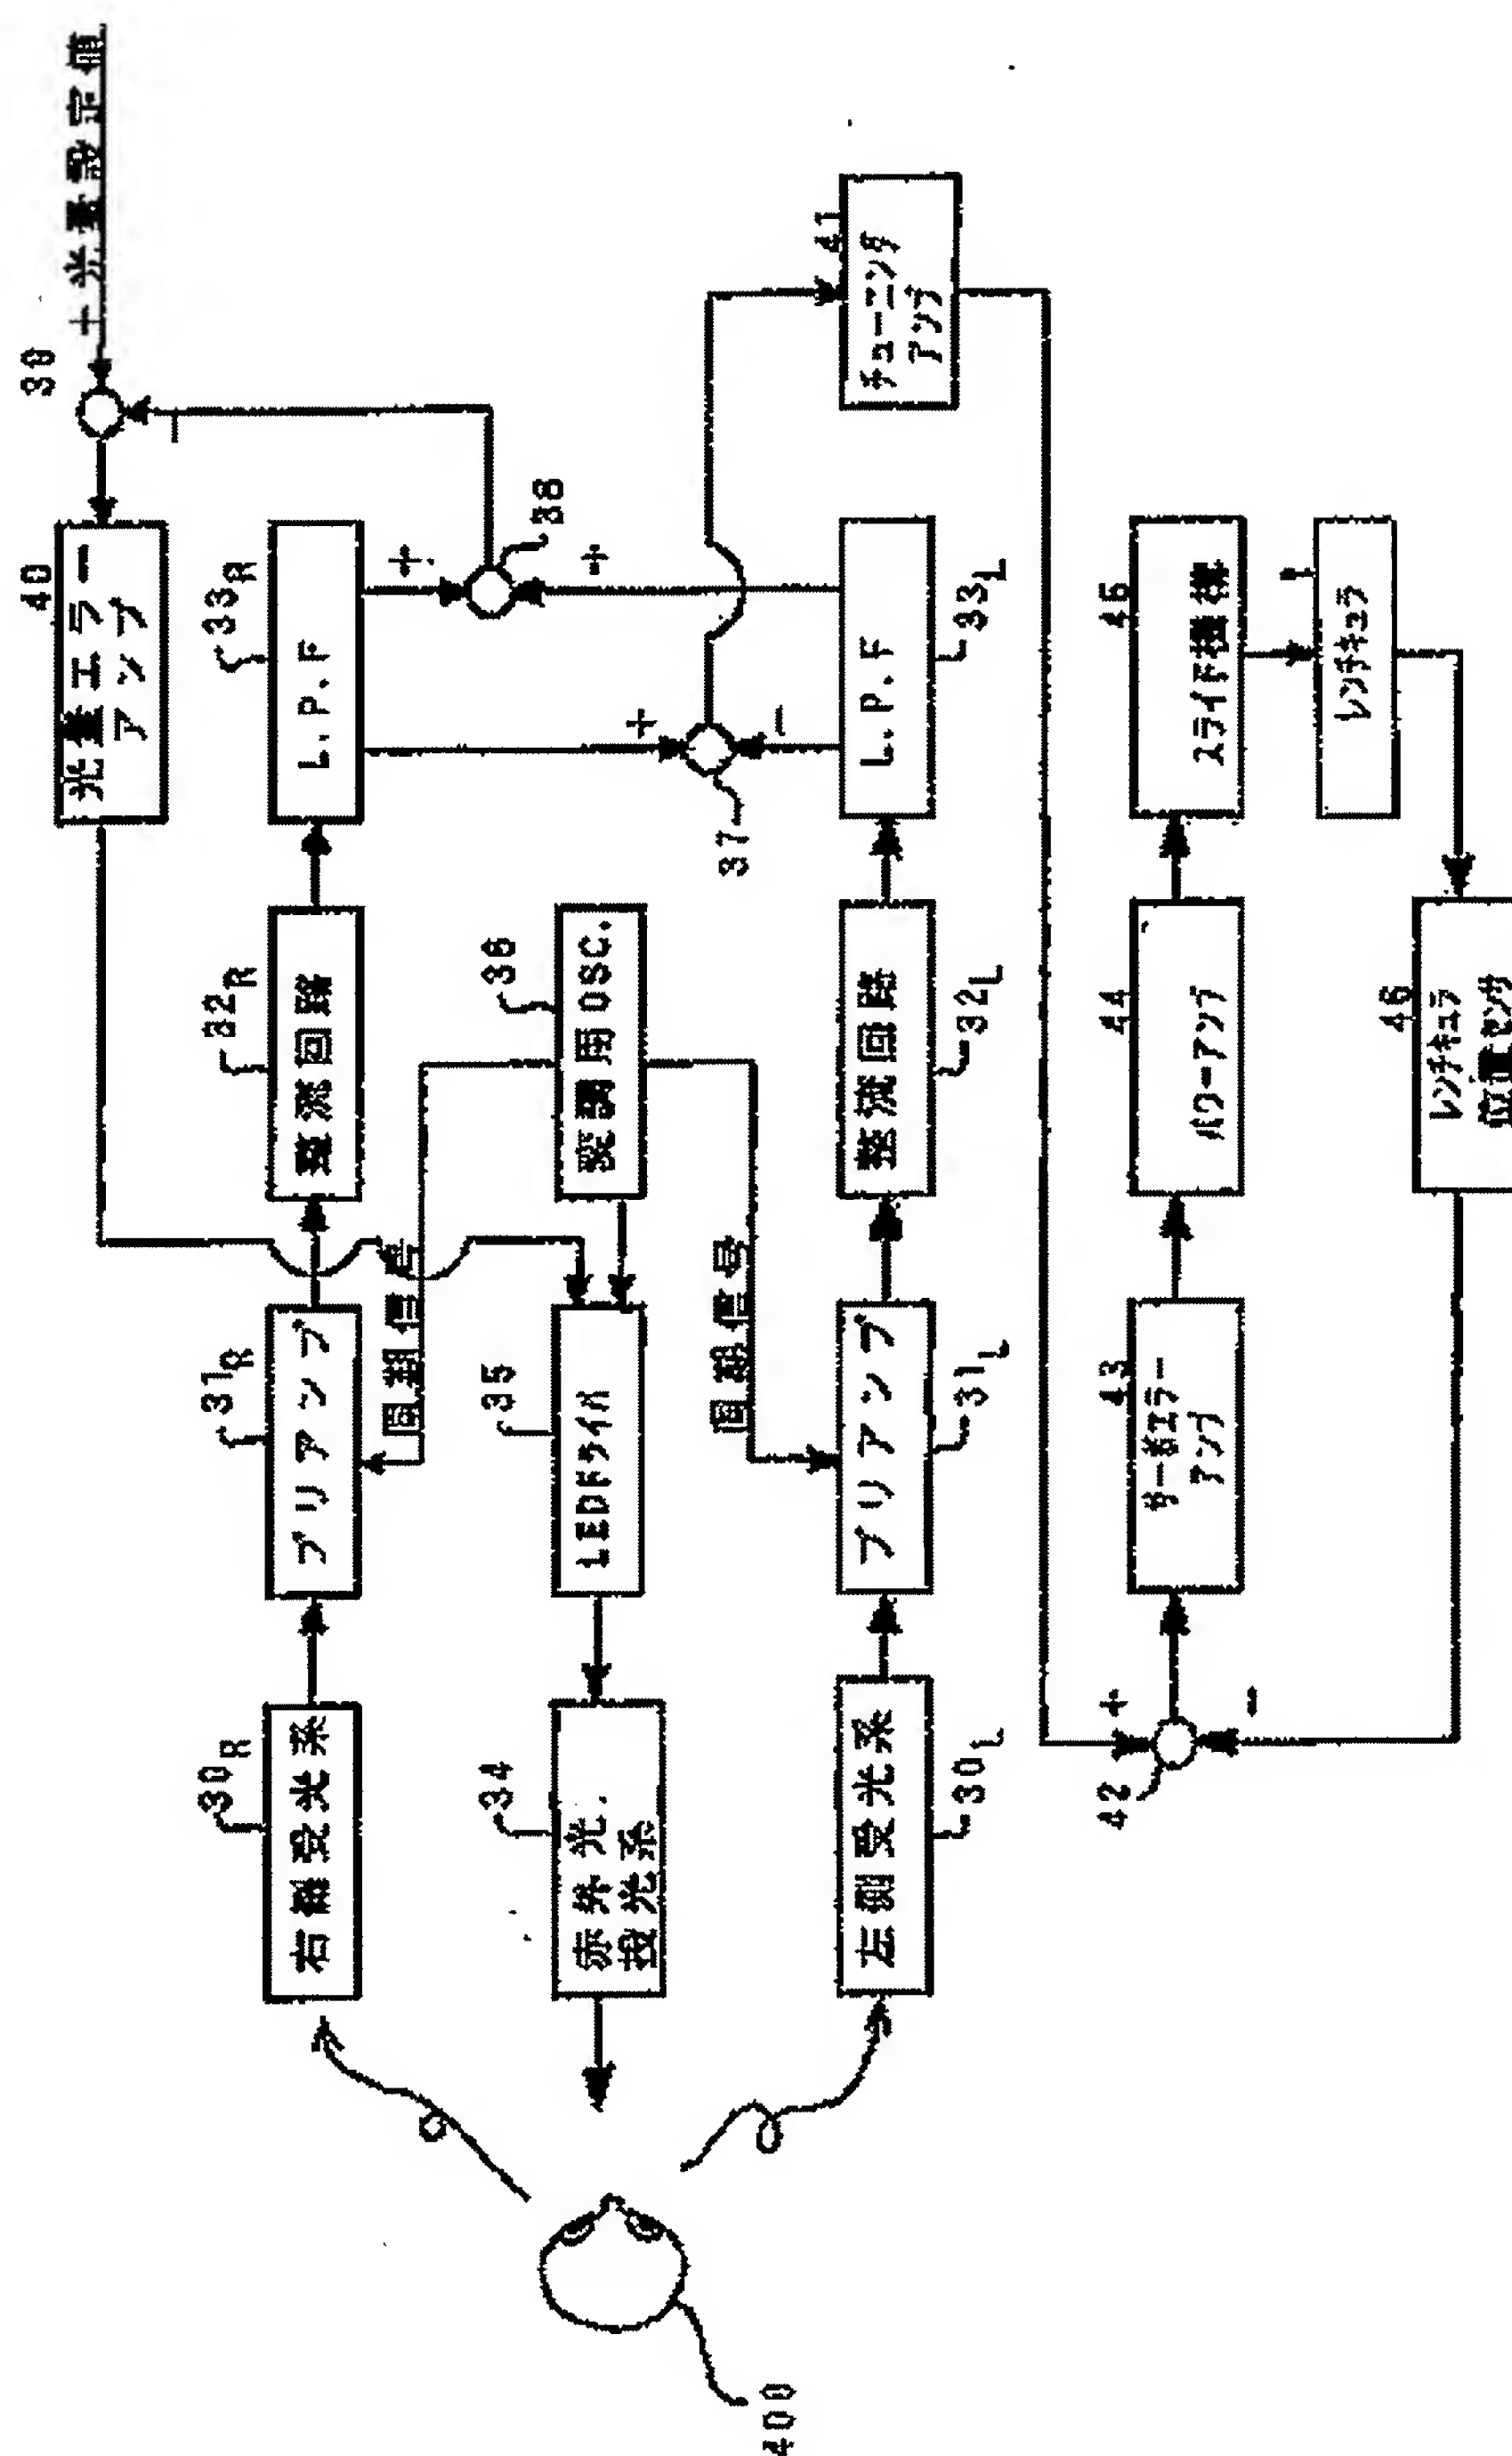 ＋光量設定値
39
－
40
光量エラー
アンプ
33R
L.P.F
＋
38
＋
41
チューニング
アンプ
32R
整流回路
36
変調用OSC.
＋
－
37
L.P.F
33L
31R
プリアンプ
同期信号
35
LEDドライバ
同期信号
整流回路
32L
プリアンプ
31L
30R
右側受光系
34
赤外光
投光系
左側受光系
30L
400
42
＋
－
43
サーボエラー
アンプ
44
パワーアンプ
45
スライド機構
レンチキュラ
46
レンチキュラ
位置センサ